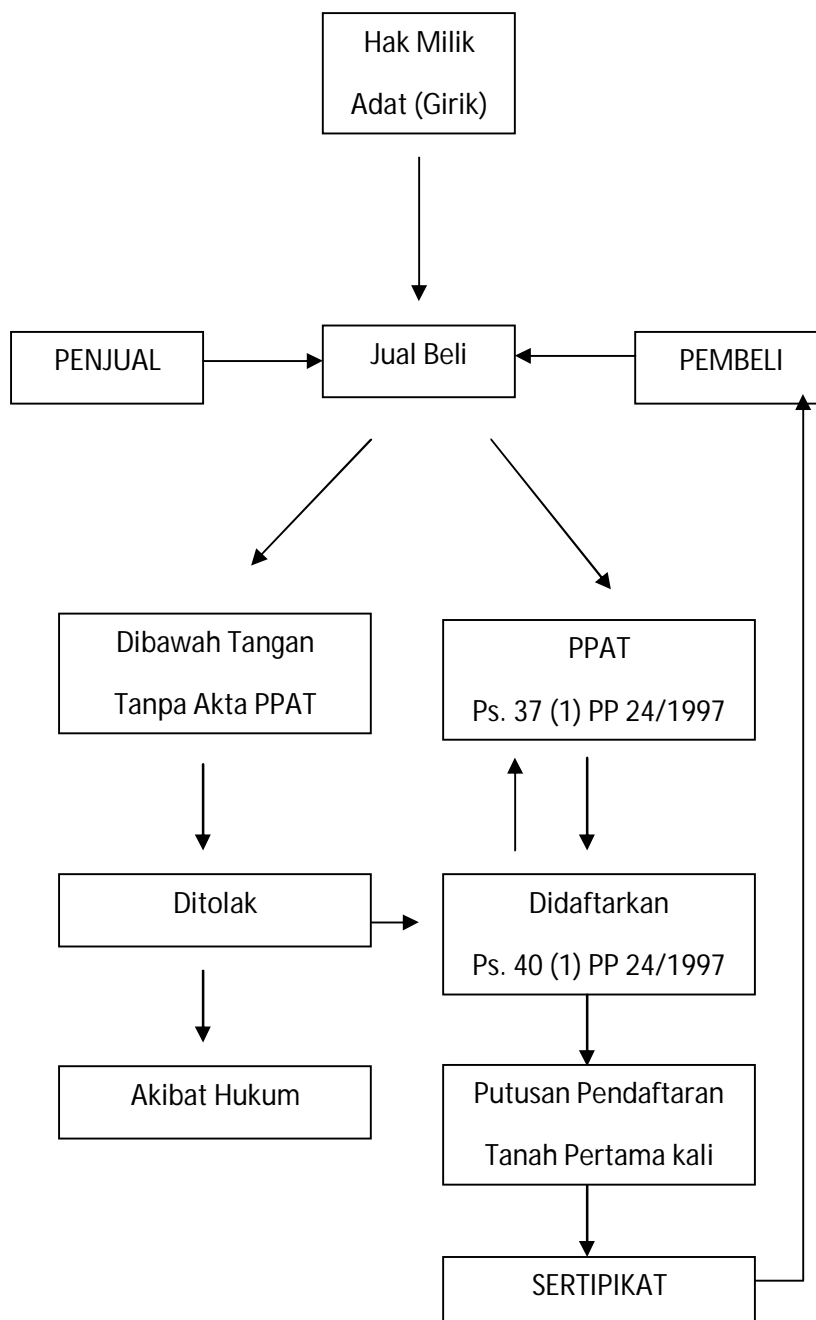 Hak Milik
Adat (Girik)
PENJUAL
Jual Beli
PEMBELI
Dibawah Tangan
Tanpa Akta PPAT
PPAT
Ps. 37 (1) PP 24/1997
Ditolak
Didaftarkan
Ps. 40 (1) PP 24/1997
Akibat Hukum
Putusan Pendaftaran
Tanah Pertama kali
SERTIPIKAT